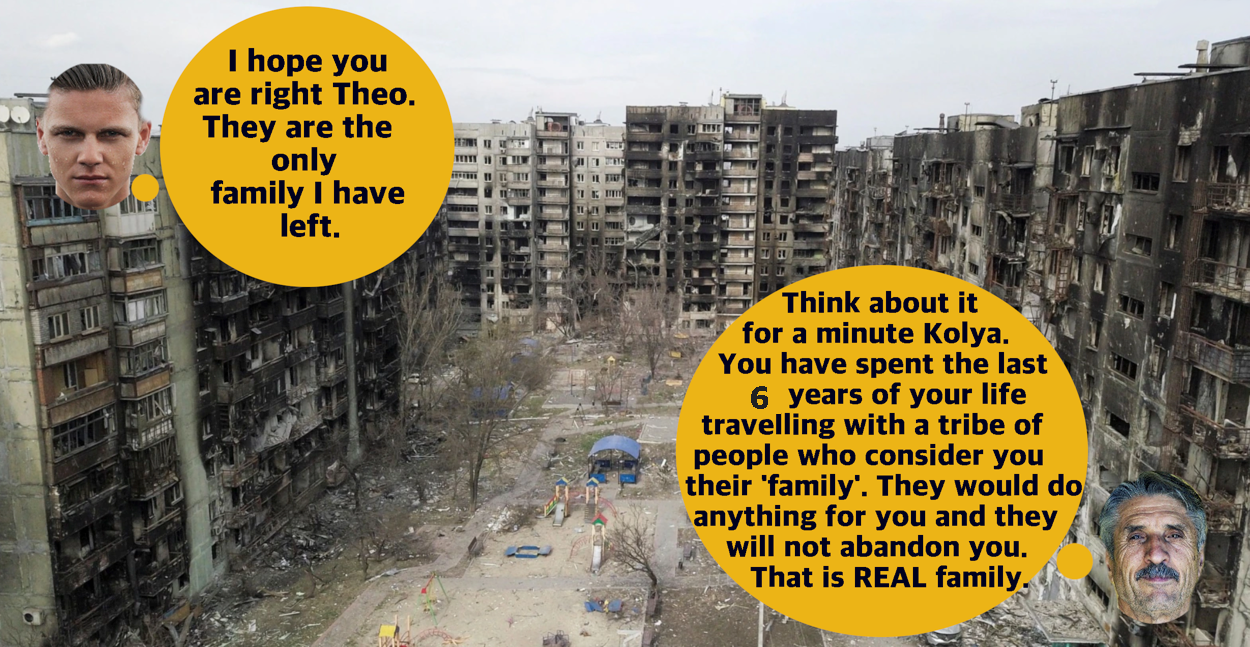 I hope you
are right Theo.
They are the
only
family I have
left.
Think about it
for a minute Kolya.
You have spent the last
6 years of your life
travelling with a tribe of
people who consider you
their 'family'. They would do
anything for you and they
will not abandon you.
That is REAL family.